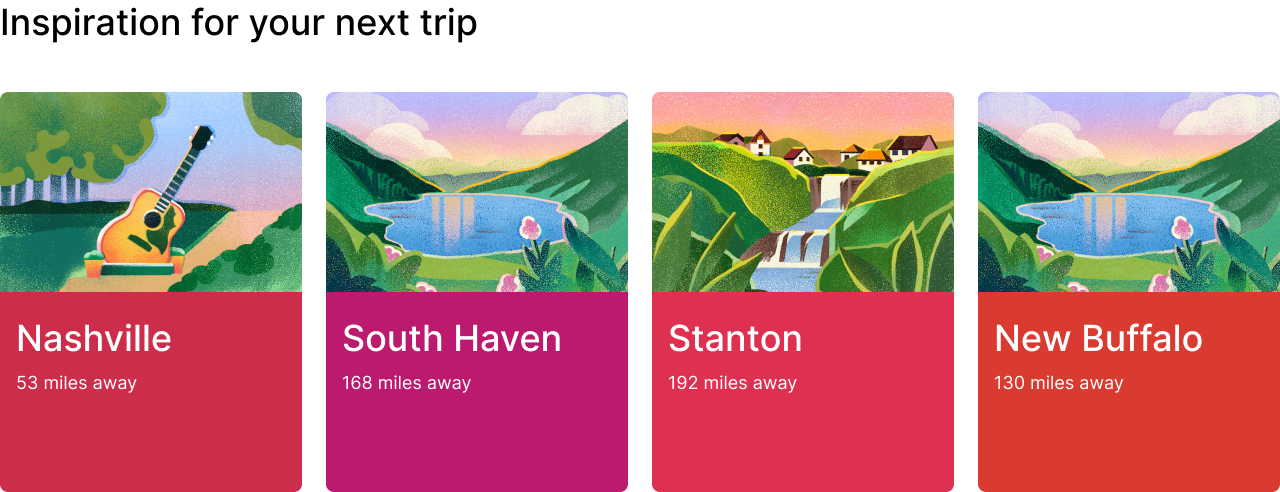 Inspiration for your next trip
Nashville
53 miles away
South Haven
168 miles away
Stanton
192 miles away
New Buffalo
130 miles away